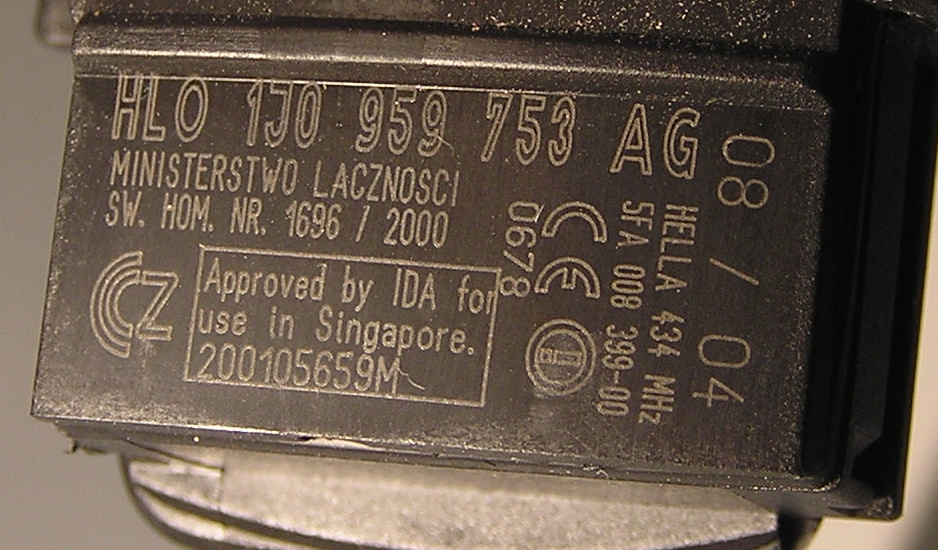 HLO 1J0 959 753 AG
MINISTERSTWO LACZNOSCI
SW. HOM. NR. 1696 / 2000
CZ
Approved by IDA for
use in Singapore.
200105659M
CE
0678
HELLA 434 MHz
5FA 008 399-00
08 / 04